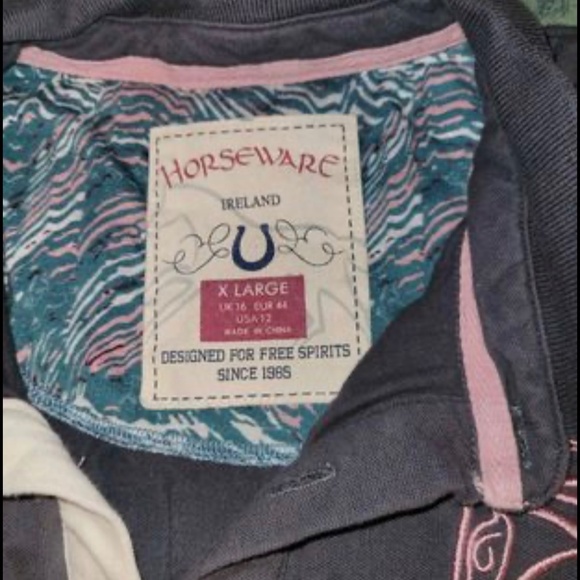 HORSEWARE
IRELAND
X LARGE
UK 16 EUR 44
USA 12
MADE IN CHINA
DESIGNED FOR FREE SPIRITS
SINCE 1985